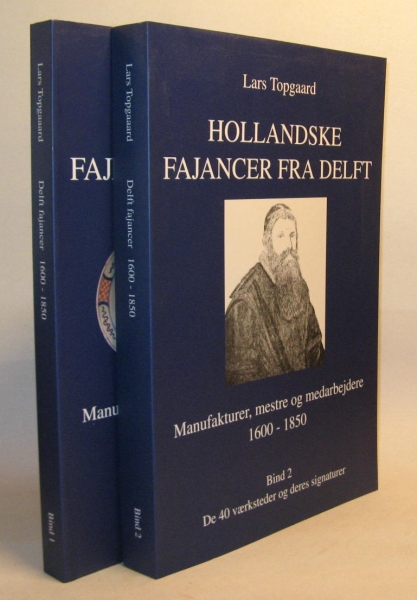 Lars Topgaard
Delft fajancer 1600 - 1850
Bind 1
FAJ
Manu
Lars Topgaard
Delft fajancer 1600 - 1850
Bind 2
Lars Topgaard
HOLLANDSKE
FAJANCER FRA DELFT
Manufakturer, mestre og medarbejdere
1600 - 1850
Bind 2
De 40 værksteder og deres signaturer